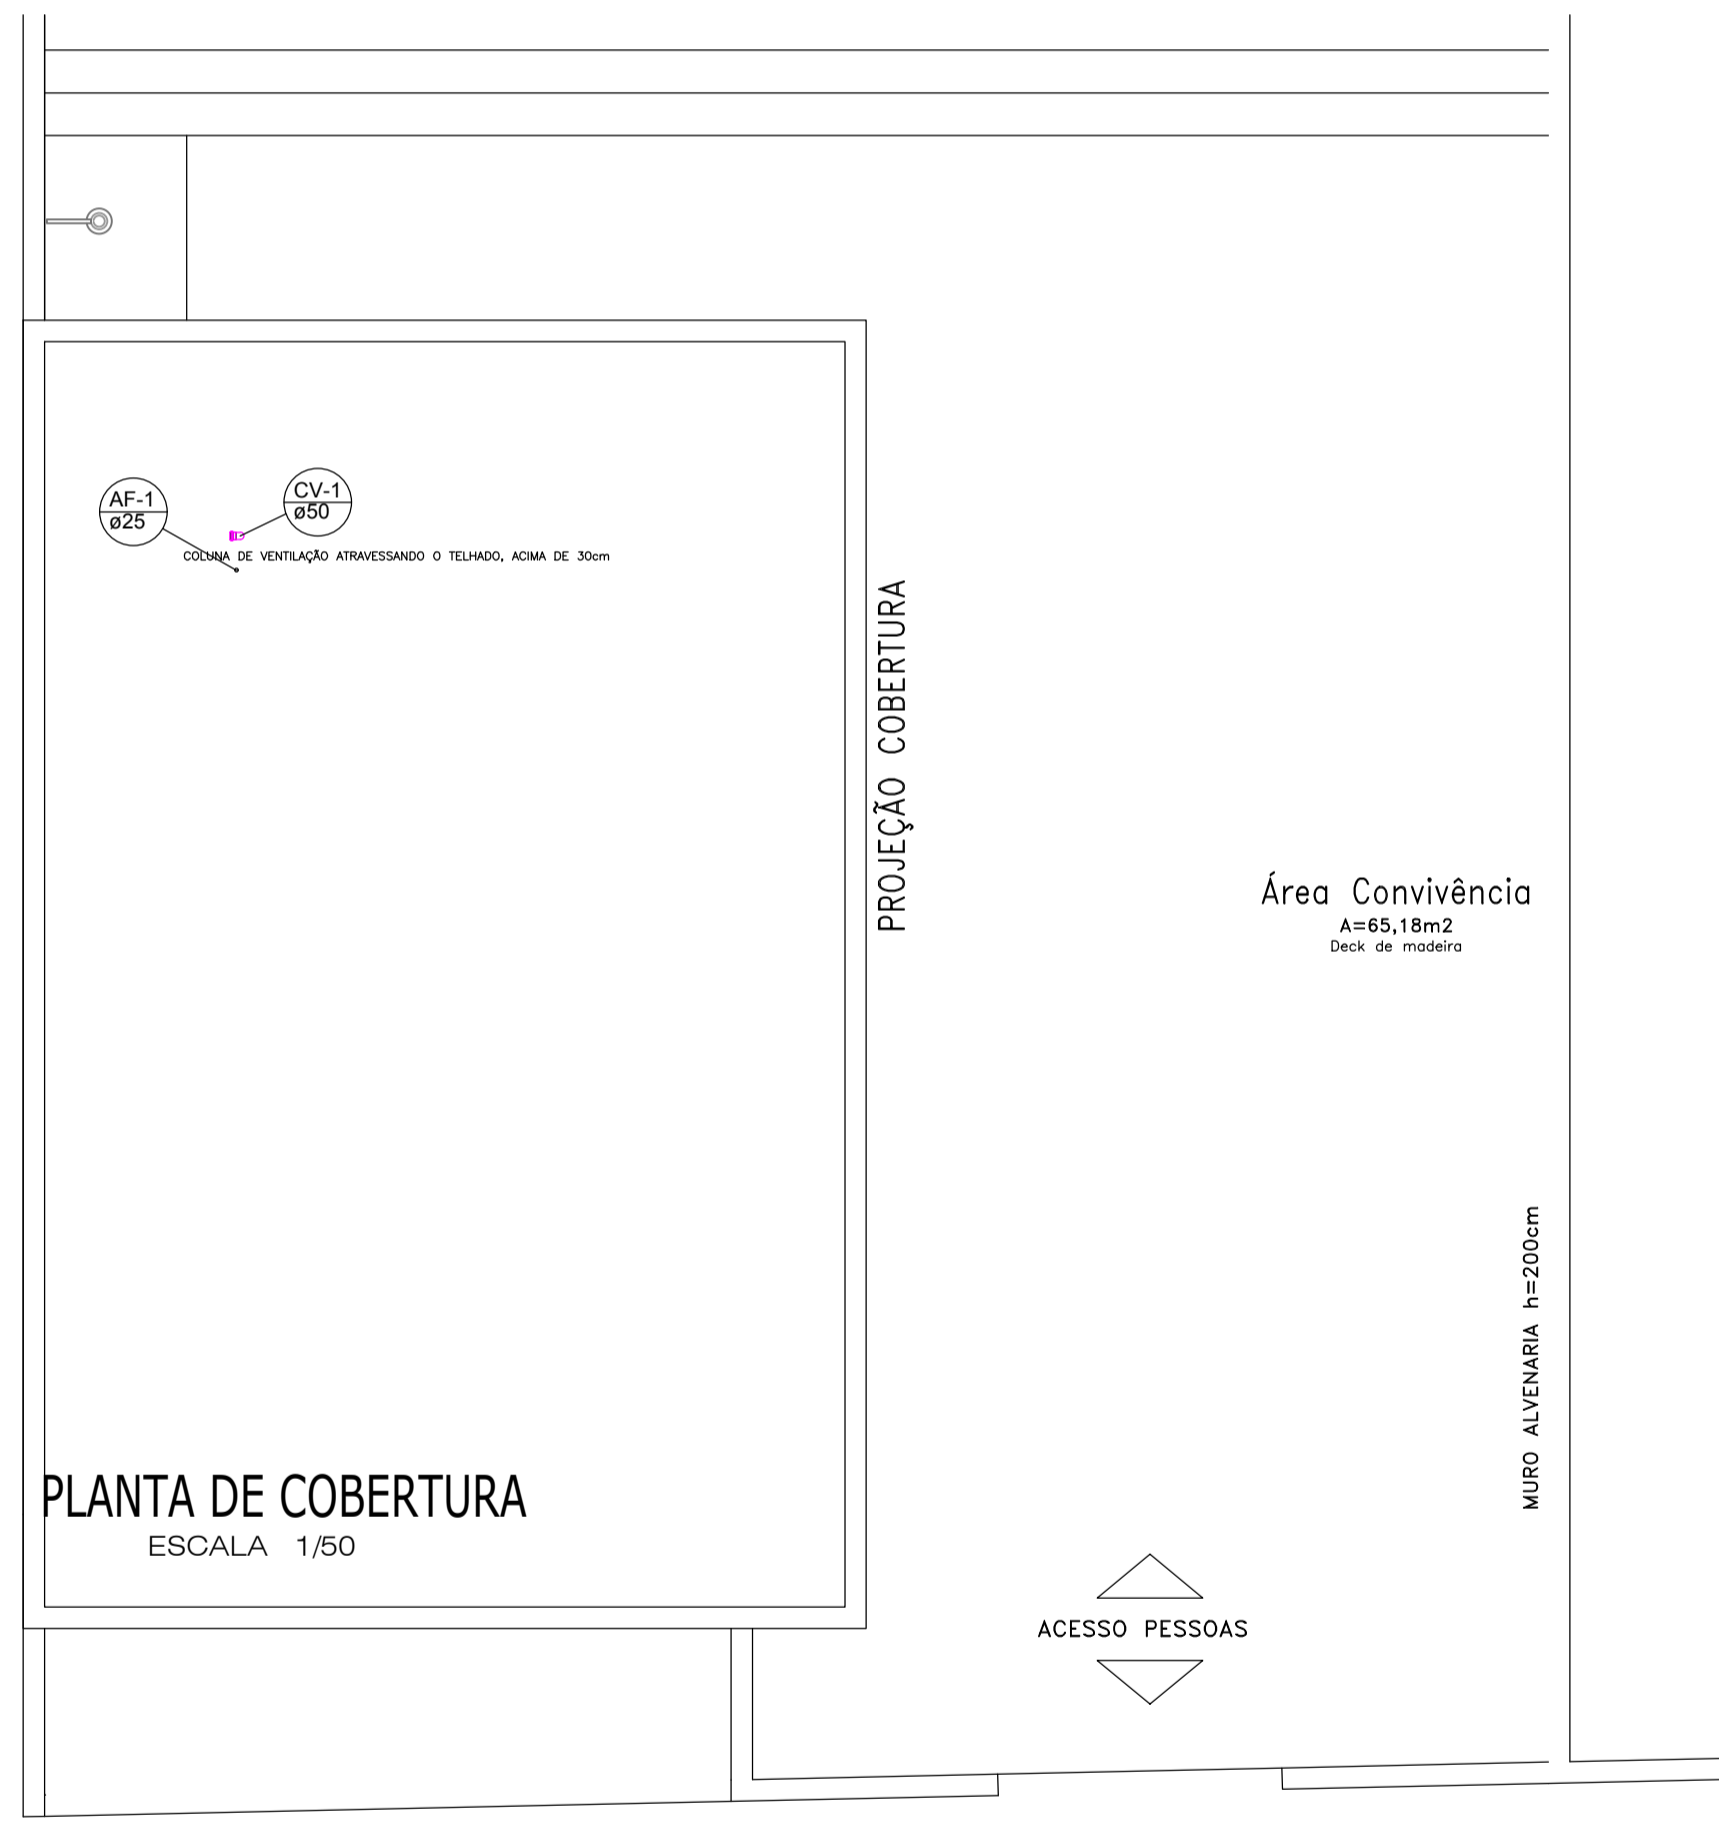 AF-1
ø25
CV-1
ø50
COLUNA DE VENTILAÇÃO ATRAVESSANDO O TELHADO, ACIMA DE 30cm
PROJEÇÃO COBERTURA
Área Convivência
A=65,18m2
Deck de madeira
MURO ALVENARIA h=200cm
PLANTA DE COBERTURA
ESCALA 1/50
ACESSO PESSOAS